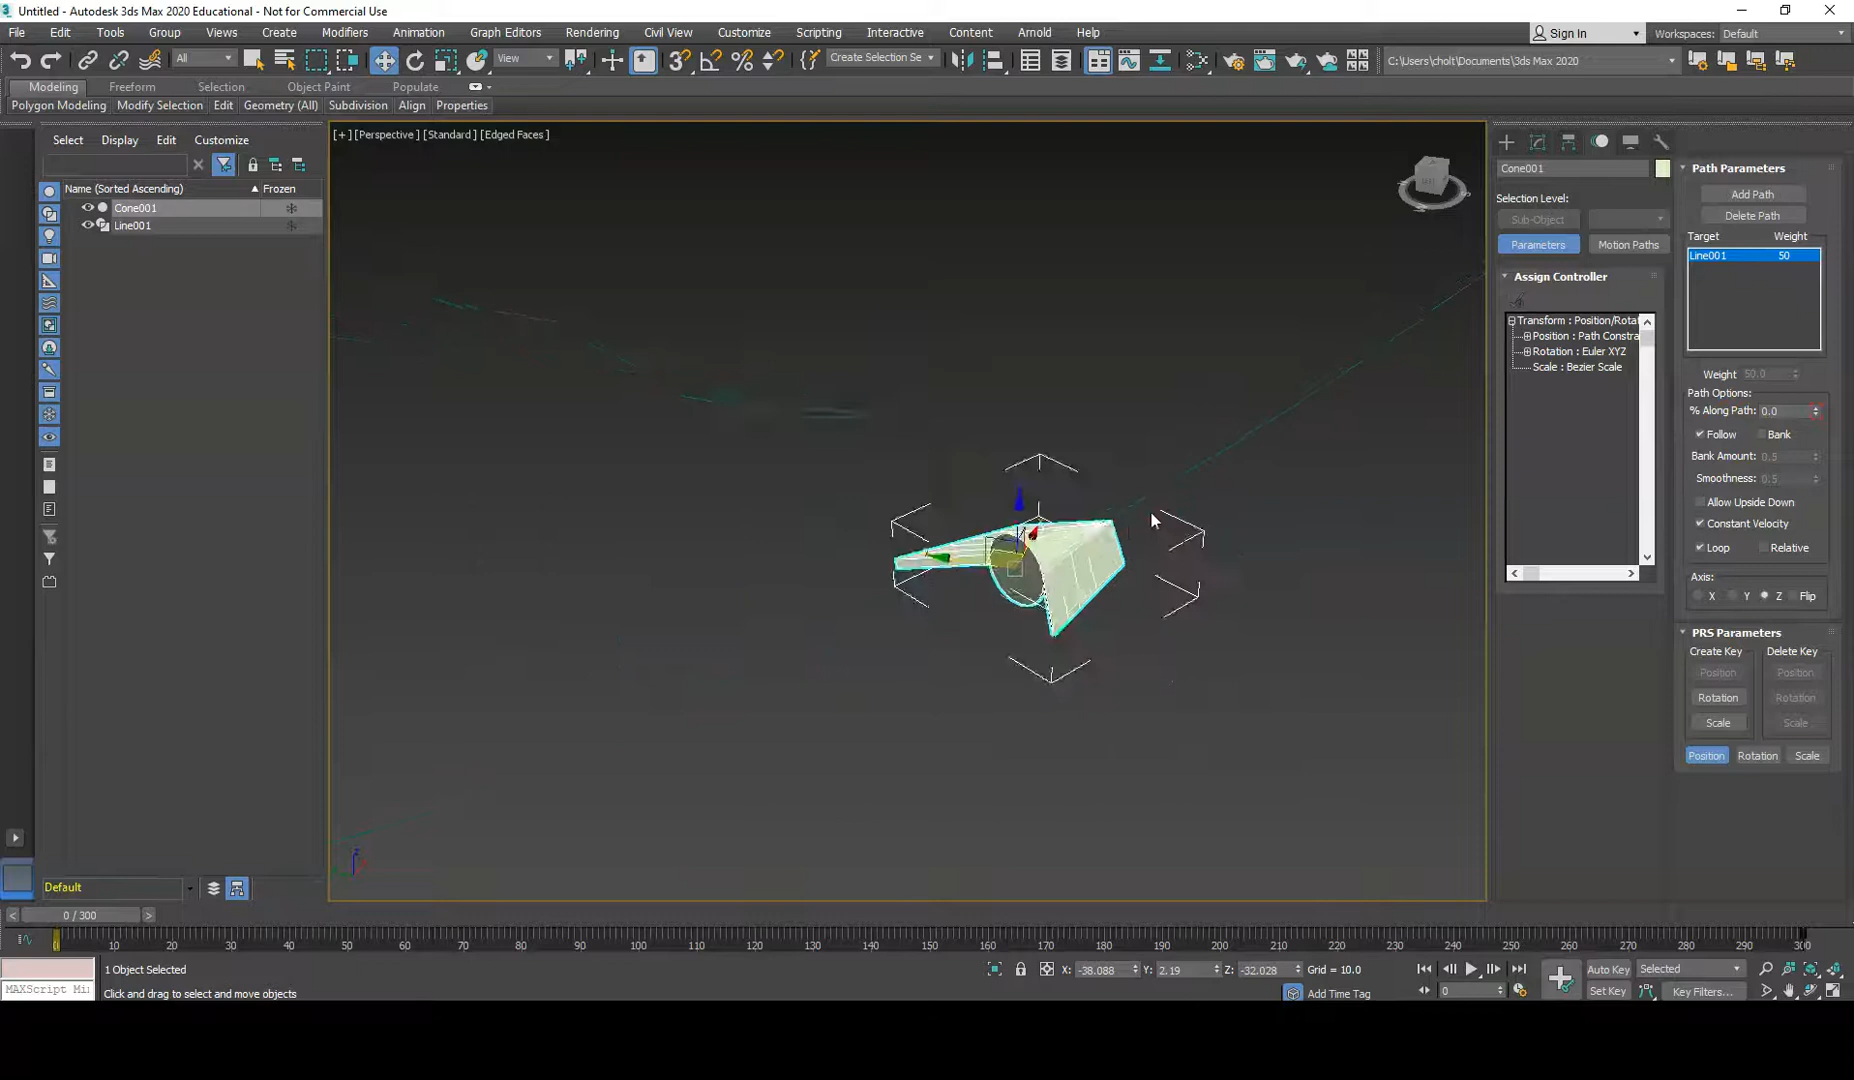 Untitled - Autodesk 3ds Max 2020 Educational - Not for Commercial Use
File Edit Tools Group Views Create Modifiers Animation Graph Editors Rendering Civil View Customize Scripting Interactive Content Arnold Help
Sign In
Workspaces: Default
All
View
Create Selection Se
C:\Users\cholt\Documents\3ds Max 2020
Modeling Freeform Selection Object Paint Populate
Polygon Modeling Modify Selection Edit Geometry (All) Subdivision Align Properties
Select Display Edit Customize
Name (Sorted Ascending) Frozen
Cone001
Line001
Default
[+] [Perspective ] [Standard ] [Edged Faces ]
Cone001
Selection Level:
Sub-Object
Parameters Motion Paths
Assign Controller
Transform : Position/Rotat
Position : Path Constra
Rotation : Euler XYZ
Scale : Bezier Scale
Path Parameters
Add Path
Delete Path
Target Weight
Line001 50
Weight 50.0
Path Options:
% Along Path: 0.0
Follow Bank
Bank Amount: 0.5
Smoothness: 0.5
Allow Upside Down
Constant Velocity
Loop Relative
Axis:
X Y Z Flip
PRS Parameters
Create Key Delete Key
Position Position
Rotation Rotation
Scale Scale
Position Rotation Scale
0 / 300
10 20 30 40 50 60 70 80 90 100 110 120 130 140 150 160 170 180 190 200 210 220 230 240 250 260 270 280 290 300
1 Object Selected
X: -38.088 Y: 2.19 Z: -32.028 Grid = 10.0
Auto Key Selected
MAXScript Mi
Click and drag to select and move objects
Add Time Tag
0
Set Key Key Filters...